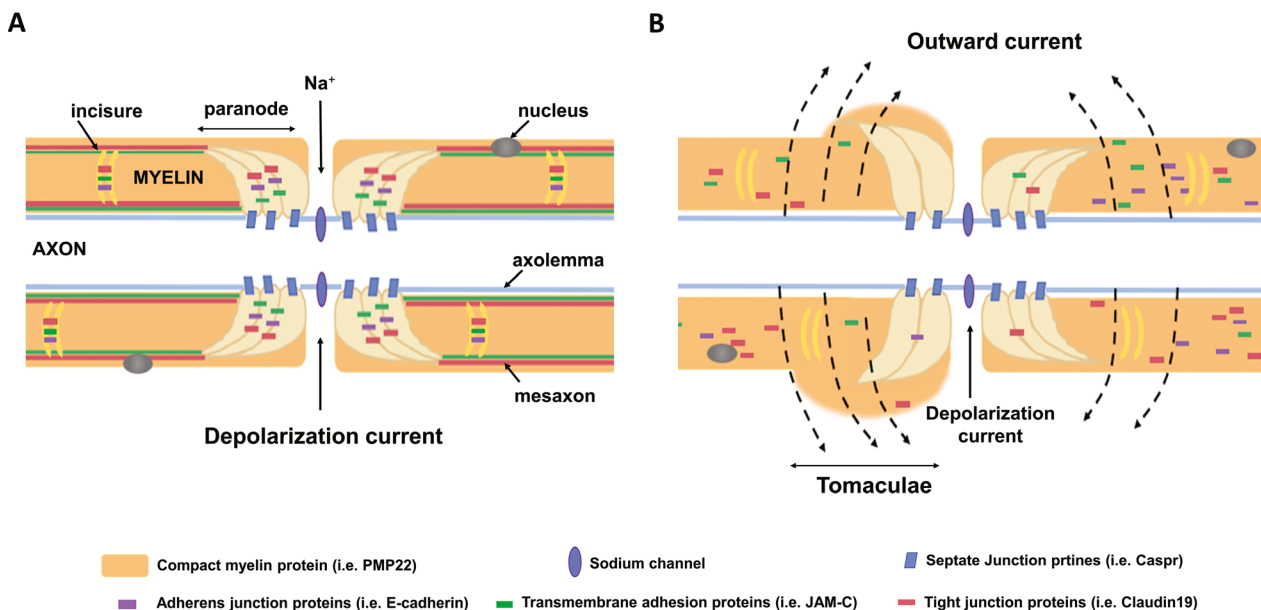 A
Na⁺
incisure
paranode
nucleus
MYELIN
AXON
axolemma
mesaxon
Depolarization current
B
Outward current
Depolarization
current
Tomaculae
Compact myelin protein (i.e. PMP22)
Sodium channel
Septate Junction prtines (i.e. Caspr)
Adherens junction proteins (i.e. E-cadherin)
Transmembrane adhesion proteins (i.e. JAM-C)
Tight junction proteins (i.e. Claudin19)